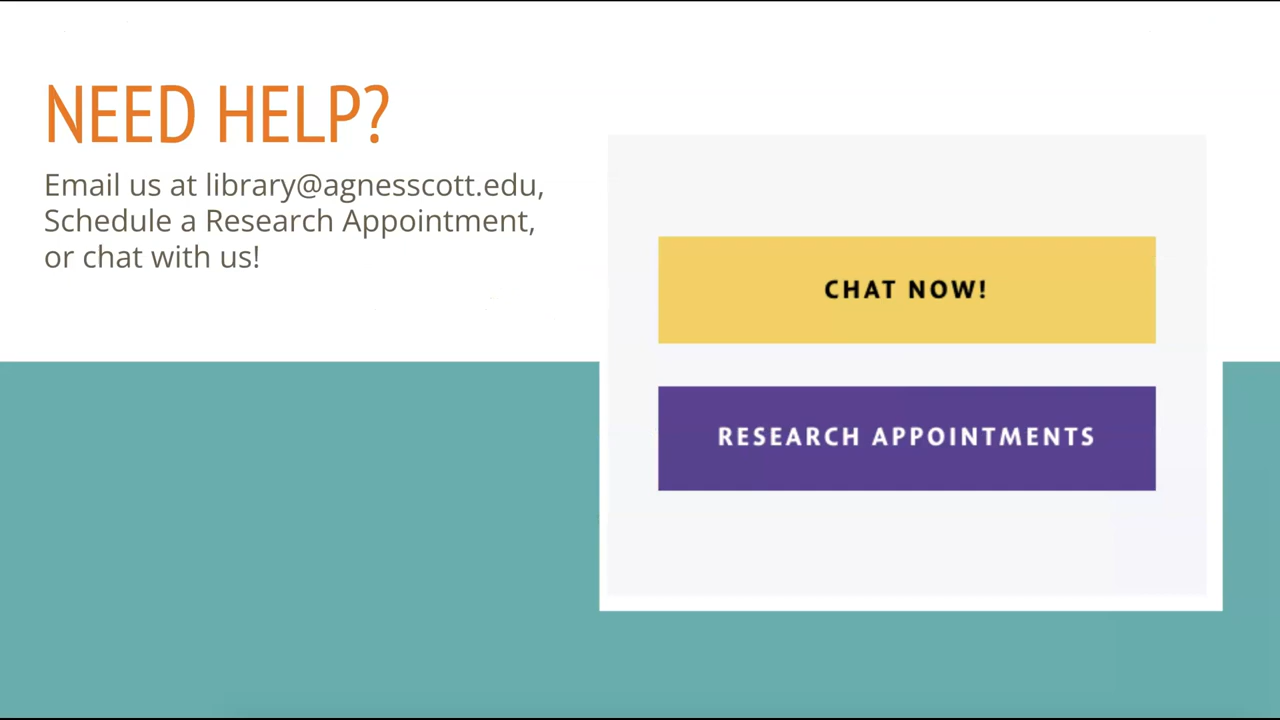 NEED HELP?
Email us at library@agnesscott.edu,
Schedule a Research Appointment,
or chat with us!
CHAT NOW!
RESEARCH APPOINTMENTS